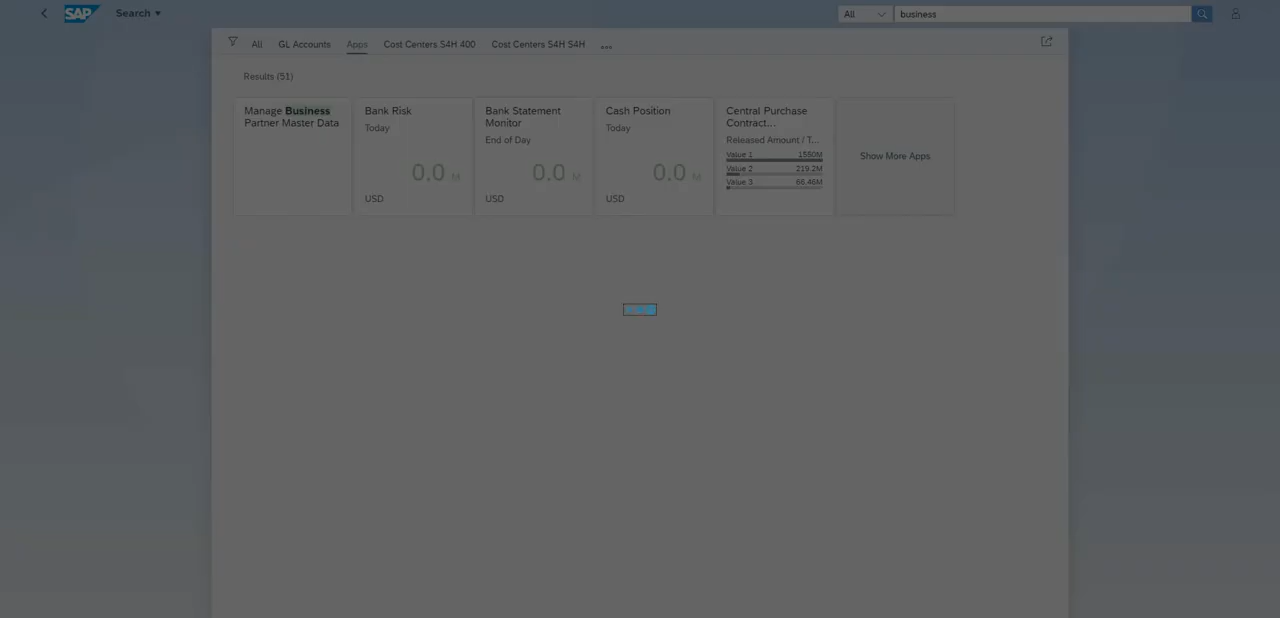 SAP Search All business
All GL Accounts Apps Cost Centers S4H 400 Cost Centers S4H S4H ...
Results (51)
Manage Business
Partner Master Data
Bank Risk
Today
0.0 M
USD
Bank Statement
Monitor
End of Day
0.0 M
USD
Cash Position
Today
0.0 M
USD
Central Purchase
Contract...
Released Amount / T...
Value 1 1550M
Value 2 219.2M
Value 3 66.46M
Show More Apps